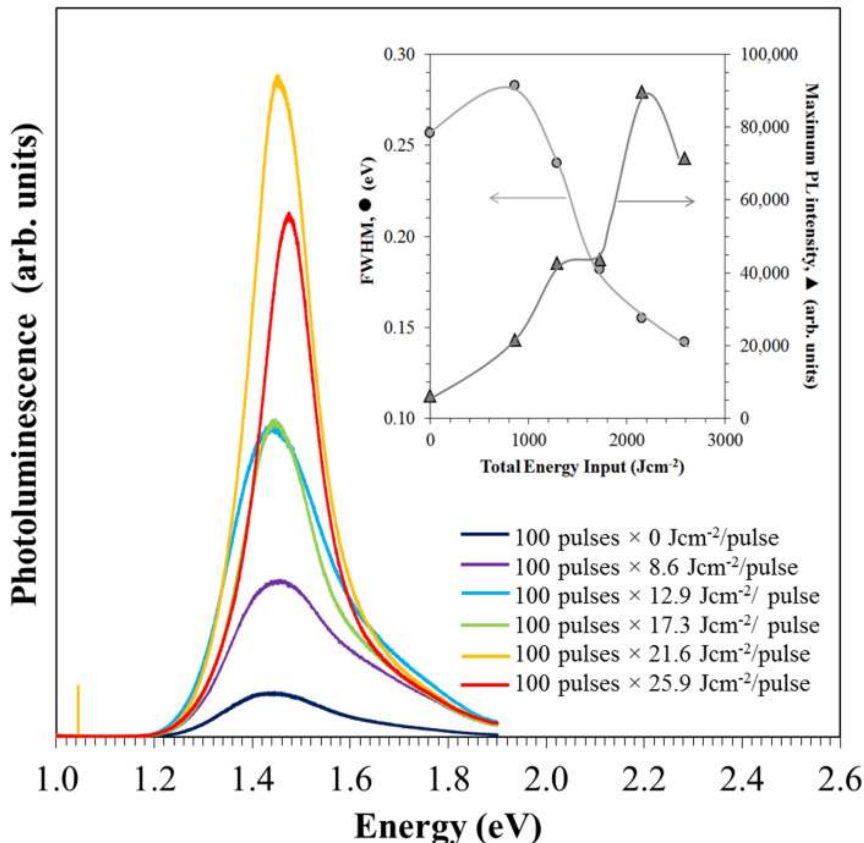 Photoluminescence (arb. units)
0.30
0.25
0.20
0.15
0.10
FWHM, ● (eV)
100,000
80,000
60,000
40,000
20,000
0
Maximum PL intensity, ▲ (arb. units)
0
1000
2000
3000
Total Energy Input (Jcm⁻²)
100 pulses × 0 Jcm⁻²/pulse
100 pulses × 8.6 Jcm⁻²/pulse
100 pulses × 12.9 Jcm⁻²/ pulse
100 pulses × 17.3 Jcm⁻²/ pulse
100 pulses × 21.6 Jcm⁻²/pulse
100 pulses × 25.9 Jcm⁻²/pulse
1.0 1.2 1.4 1.6 1.8 2.0 2.2 2.4 2.6
Energy (eV)